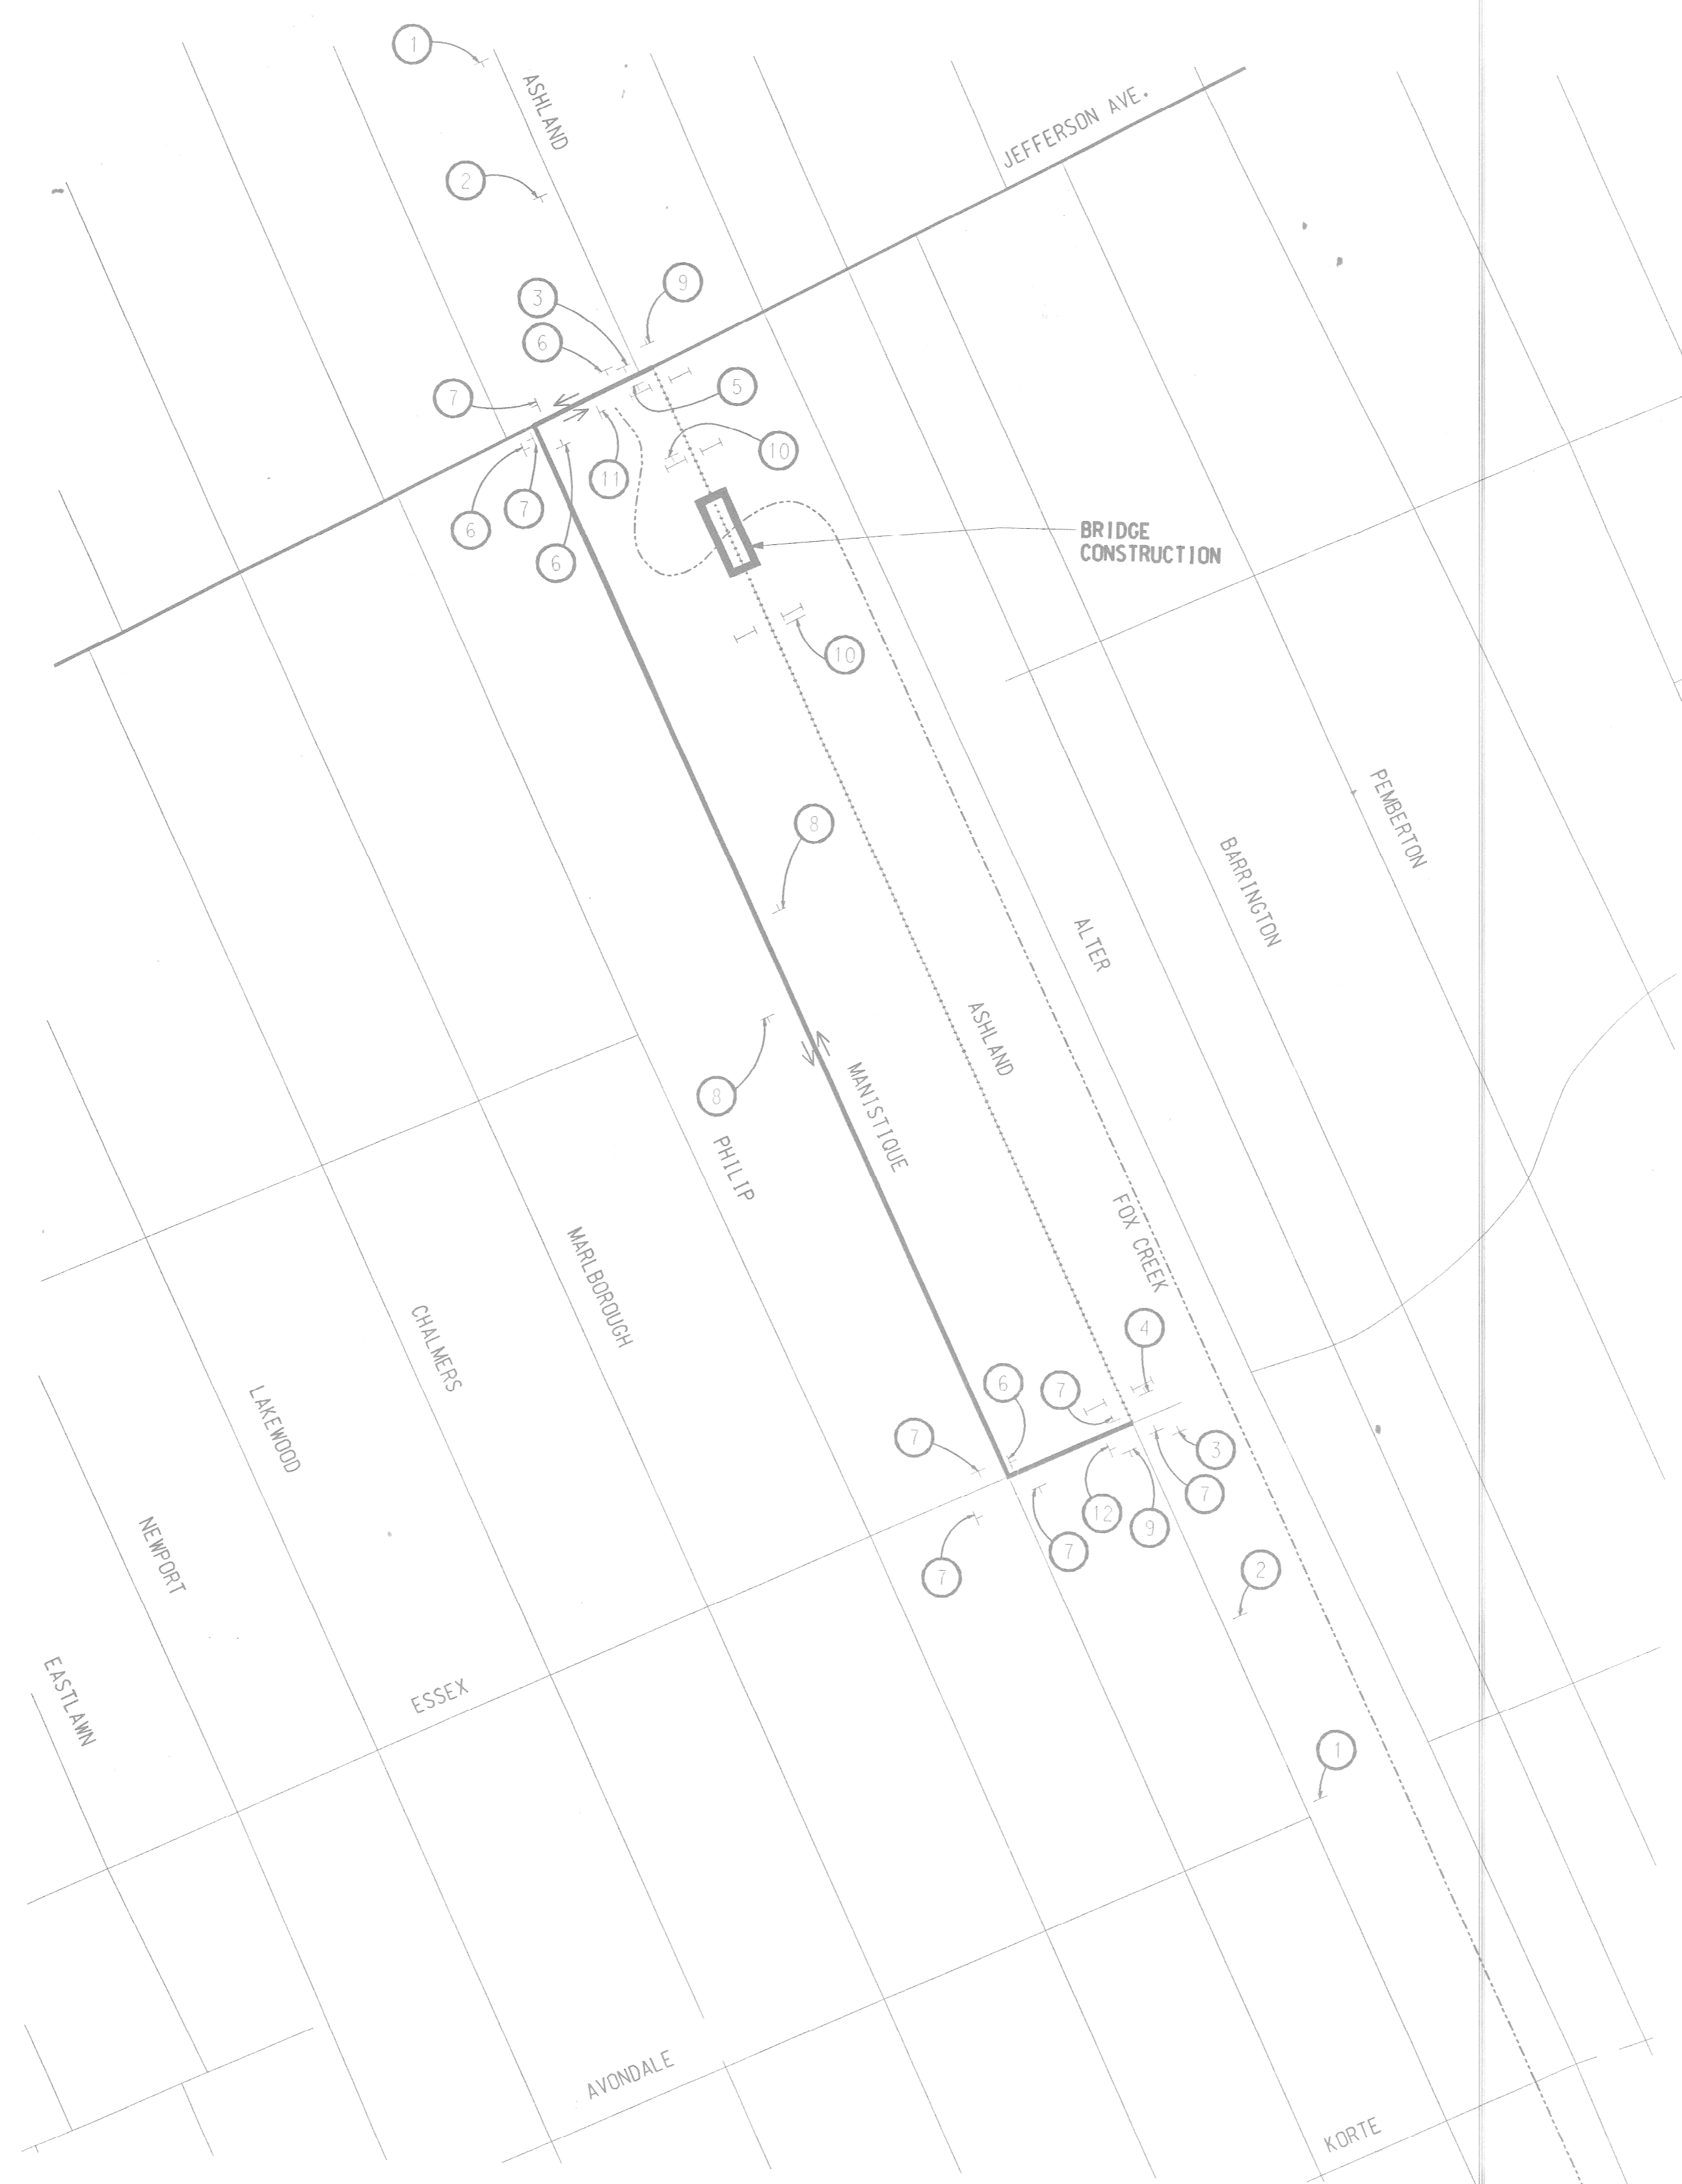 1
ASHLAND
JEFFERSON AVE.
2
9
3
6
7
5
10
11
6
7
6
BRIDGE
CONSTRUCTION
10
8
PEMBERTON
BARRINGTON
ALTER
ASHLAND
8
MANISTIQUE
PHILIP
FOX CREEK
MARLBOROUGH
CHALMERS
4
6
7
LAKEWOOD
7
3
7
12
9
NEWPORT
7
7
2
EASTLAWN
ESSEX
1
AVONDALE
KORTE